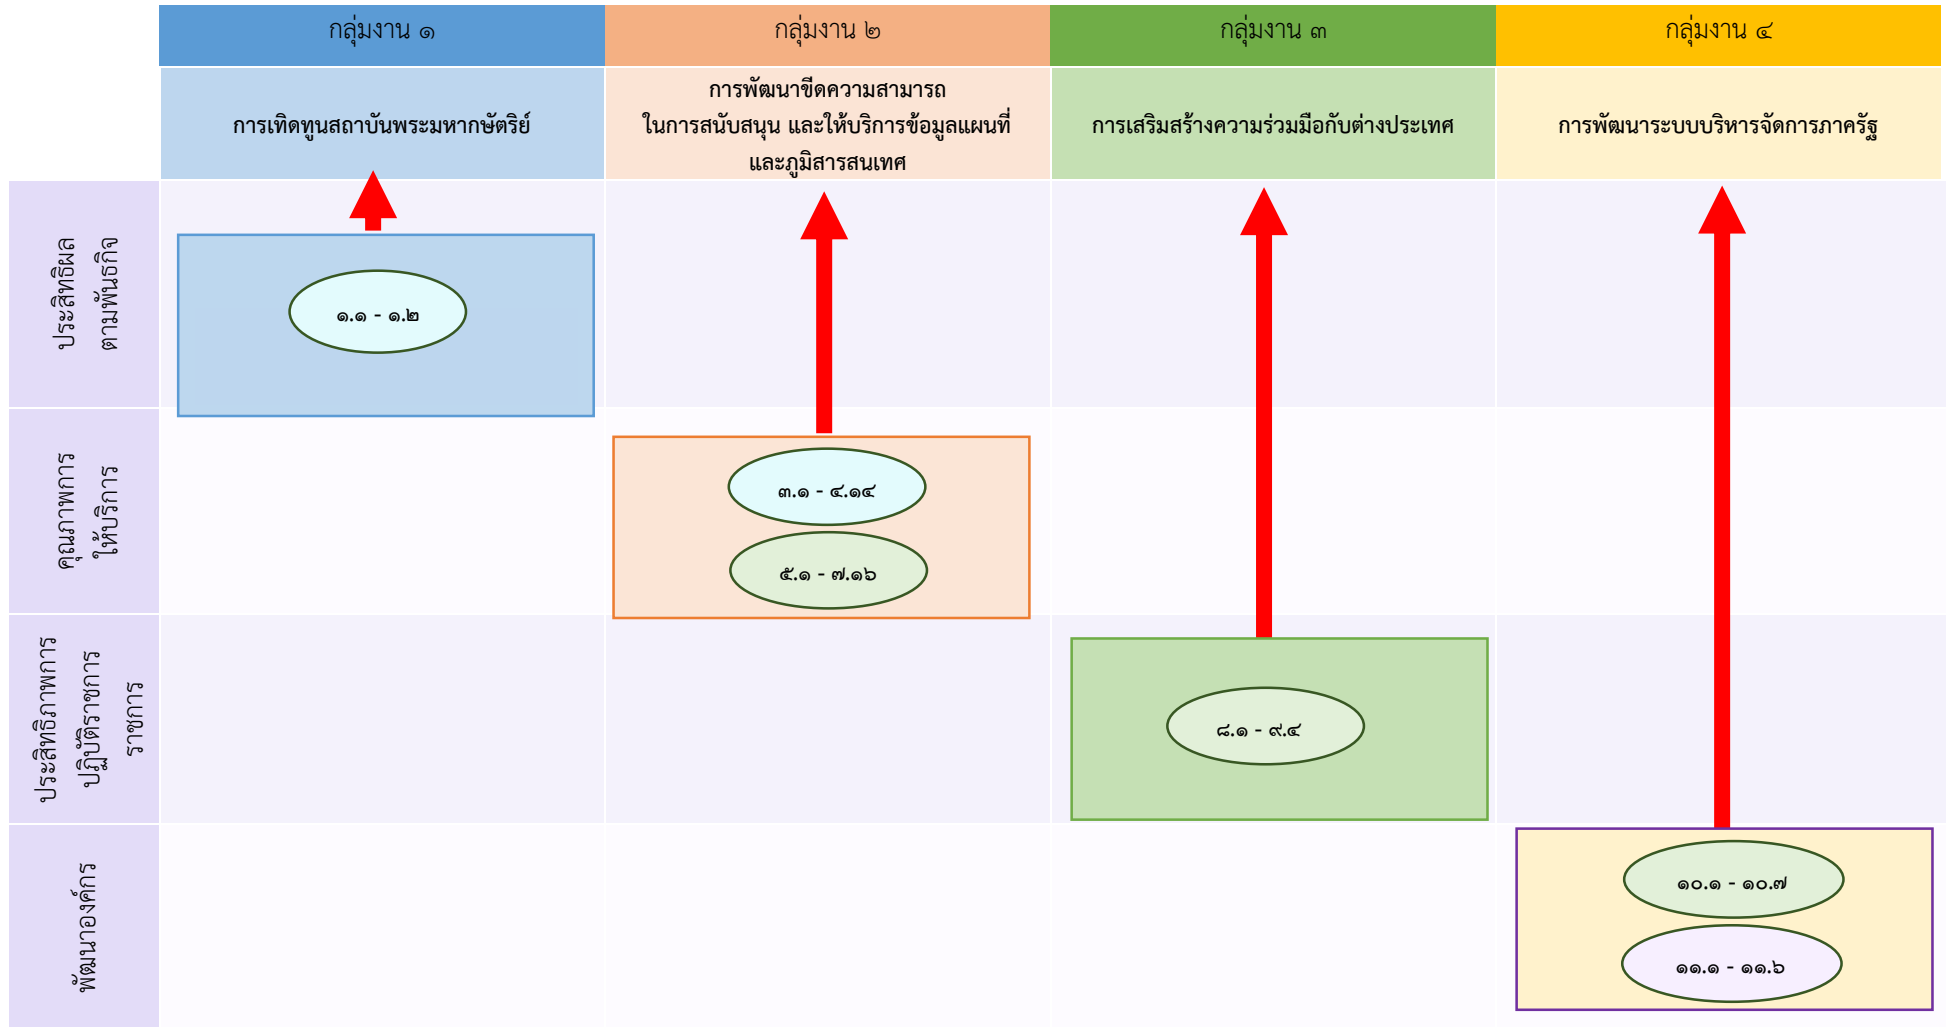 กลุ่มงาน ๑
กลุ่มงาน ๒
กลุ่มงาน ๓
กลุ่มงาน ๔
การเทิดทูนสถาบันพระมหากษัตริย์
การพัฒนาขีดความสามารถ
ในการสนับสนุน และให้บริการข้อมูลแผนที่
และภูมิสารสนเทศ
การเสริมสร้างความร่วมมือกับต่างประเทศ
การพัฒนาระบบบริหารจัดการภาครัฐ
ประสิทธิผล
ตามพันธกิจ
๑.๑ - ๑.๒
คุณภาพการ
ให้บริการ
๓.๑ - ๔.๑๔
๕.๑ - ๗.๑๖
ประสิทธิภาพการ
ปฏิบัติราชการ
ราชการ
๘.๑ - ๙.๔
พัฒนาองค์กร
๑๐.๑ - ๑๐.๗
๑๑.๑ - ๑๑.๖